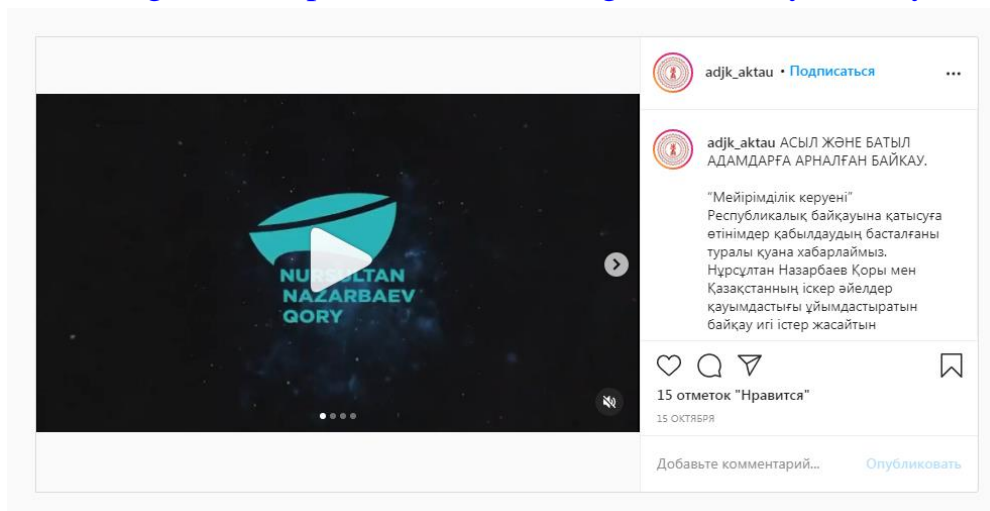 NURSULTAN
NAZARBAEV
QORY
adjk_aktau • Подписаться
adjk_aktau АСЫЛ ЖӘНЕ БАТЫЛ
АДАМДАРҒА АРНАЛҒАН БАЙКАУ.
"Мейірімділік керуені"
Республикалық байқауына қатысуға
өтінімдер қабылдаудың басталғаны
туралы қуана хабарлаймыз.
Нұрсұлтан Назарбаев Қоры мен
Қазақстанның іскер әйелдер
қауымдастығы ұйымдастыратын
байқау игі істер жасайтын
15 отметок "Нравится"
15 ОКТЯБРЯ
Добавьте комментарий... Опубликовать